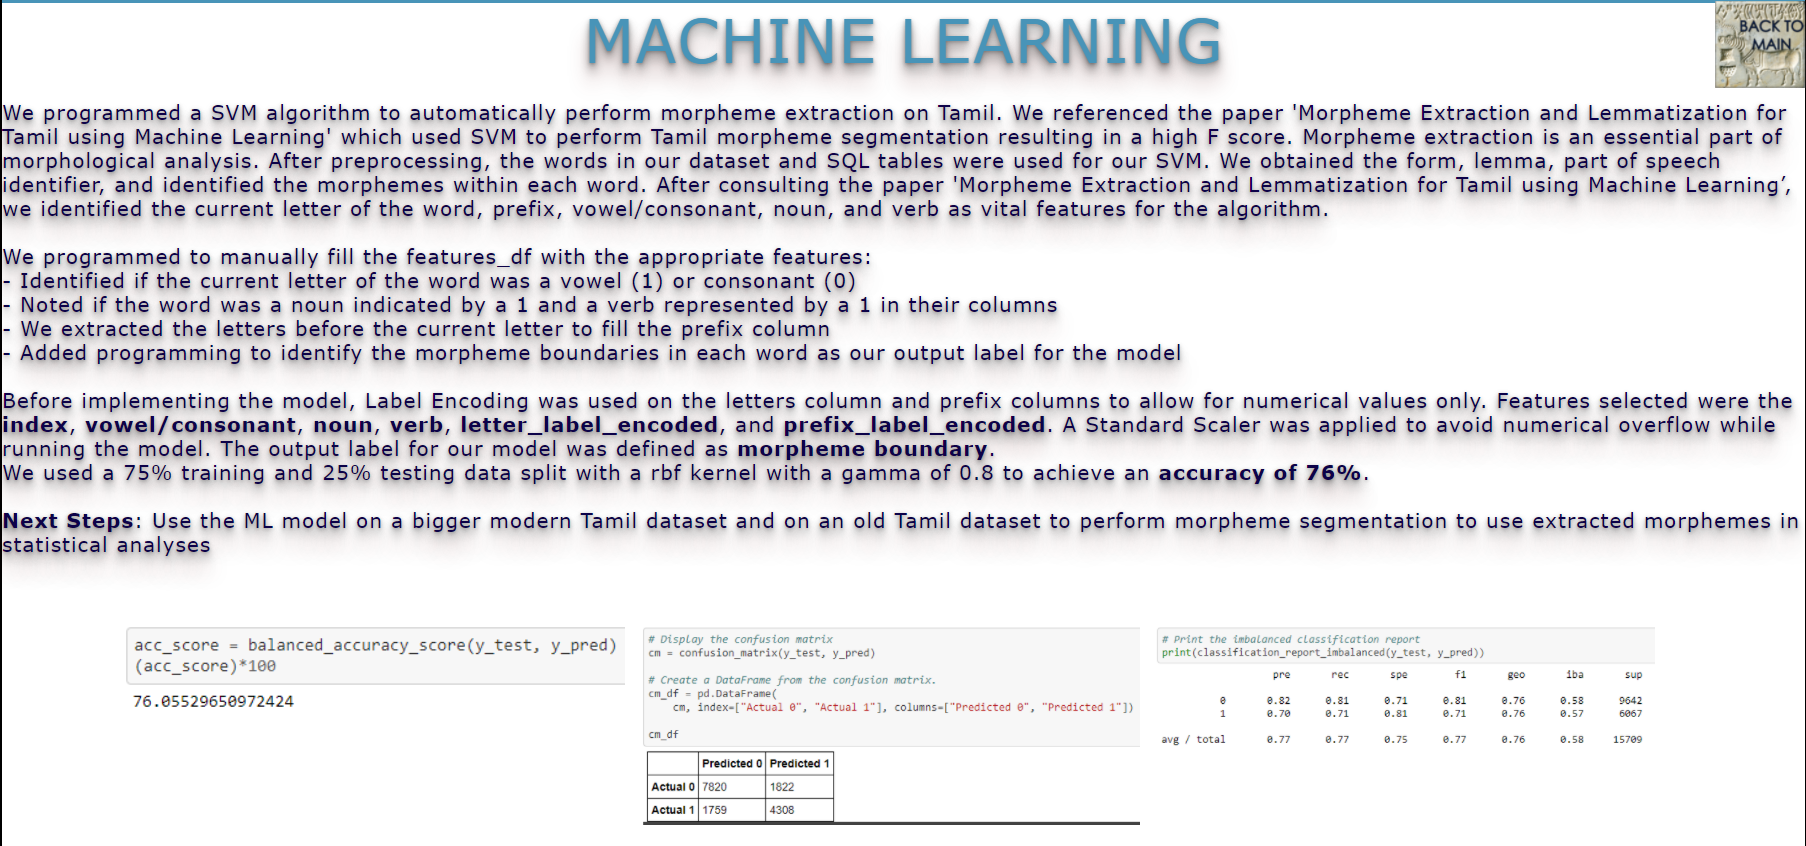 MACHINE LEARNING
BACK TO
MAIN
We programmed a SVM algorithm to automatically perform morpheme extraction on Tamil. We referenced the paper 'Morpheme Extraction and Lemmatization for
Tamil using Machine Learning' which used SVM to perform Tamil morpheme segmentation resulting in a high F score. Morpheme extraction is an essential part of
morphological analysis. After preprocessing, the words in our dataset and SQL tables were used for our SVM. We obtained the form, lemma, part of speech
identifier, and identified the morphemes within each word. After consulting the paper 'Morpheme Extraction and Lemmatization for Tamil using Machine Learning’,
we identified the current letter of the word, prefix, vowel/consonant, noun, and verb as vital features for the algorithm.
We programmed to manually fill the features_df with the appropriate features:
- Identified if the current letter of the word was a vowel (1) or consonant (0)
- Noted if the word was a noun indicated by a 1 and a verb represented by a 1 in their columns
- We extracted the letters before the current letter to fill the prefix column
- Added programming to identify the morpheme boundaries in each word as our output label for the model
Before implementing the model, Label Encoding was used on the letters column and prefix columns to allow for numerical values only. Features selected were the
index, vowel/consonant, noun, verb, letter_label_encoded, and prefix_label_encoded. A Standard Scaler was applied to avoid numerical overflow while
running the model. The output label for our model was defined as morpheme boundary.
We used a 75% training and 25% testing data split with a rbf kernel with a gamma of 0.8 to achieve an accuracy of 76%.
Next Steps: Use the ML model on a bigger modern Tamil dataset and on an old Tamil dataset to perform morpheme segmentation to use extracted morphemes in
statistical analyses
acc_score = balanced_accuracy_score(y_test, y_pred)
(acc_score)*100
76.05529650972424
# Display the confusion matrix
cm = confusion_matrix(y_test, y_pred)
# Create a DataFrame from the confusion matrix.
cm_df = pd.DataFrame(
cm, index=["Actual 0", "Actual 1"], columns=["Predicted 0", "Predicted 1"])
cm_df
Predicted 0 Predicted 1
Actual 0 7820 1822
Actual 1 1759 4308
# Print the imbalanced classification report
print(classification_report_imbalanced(y_test, y_pred))
pre rec spe f1 geo iba sup
0 0.82 0.81 0.71 0.81 0.76 0.58 9642
1 0.70 0.71 0.81 0.71 0.76 0.57 6067
avg / total 0.77 0.77 0.75 0.77 0.76 0.58 15709